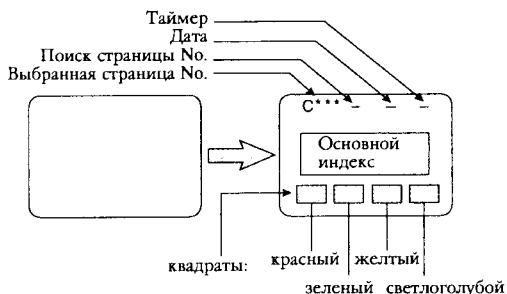 Таймер
Дата
Поиск страницы No.
Выбранная страница No.
С*** – – –
Основной
индекс
квадраты: красный желтый
зеленый светлоголубой